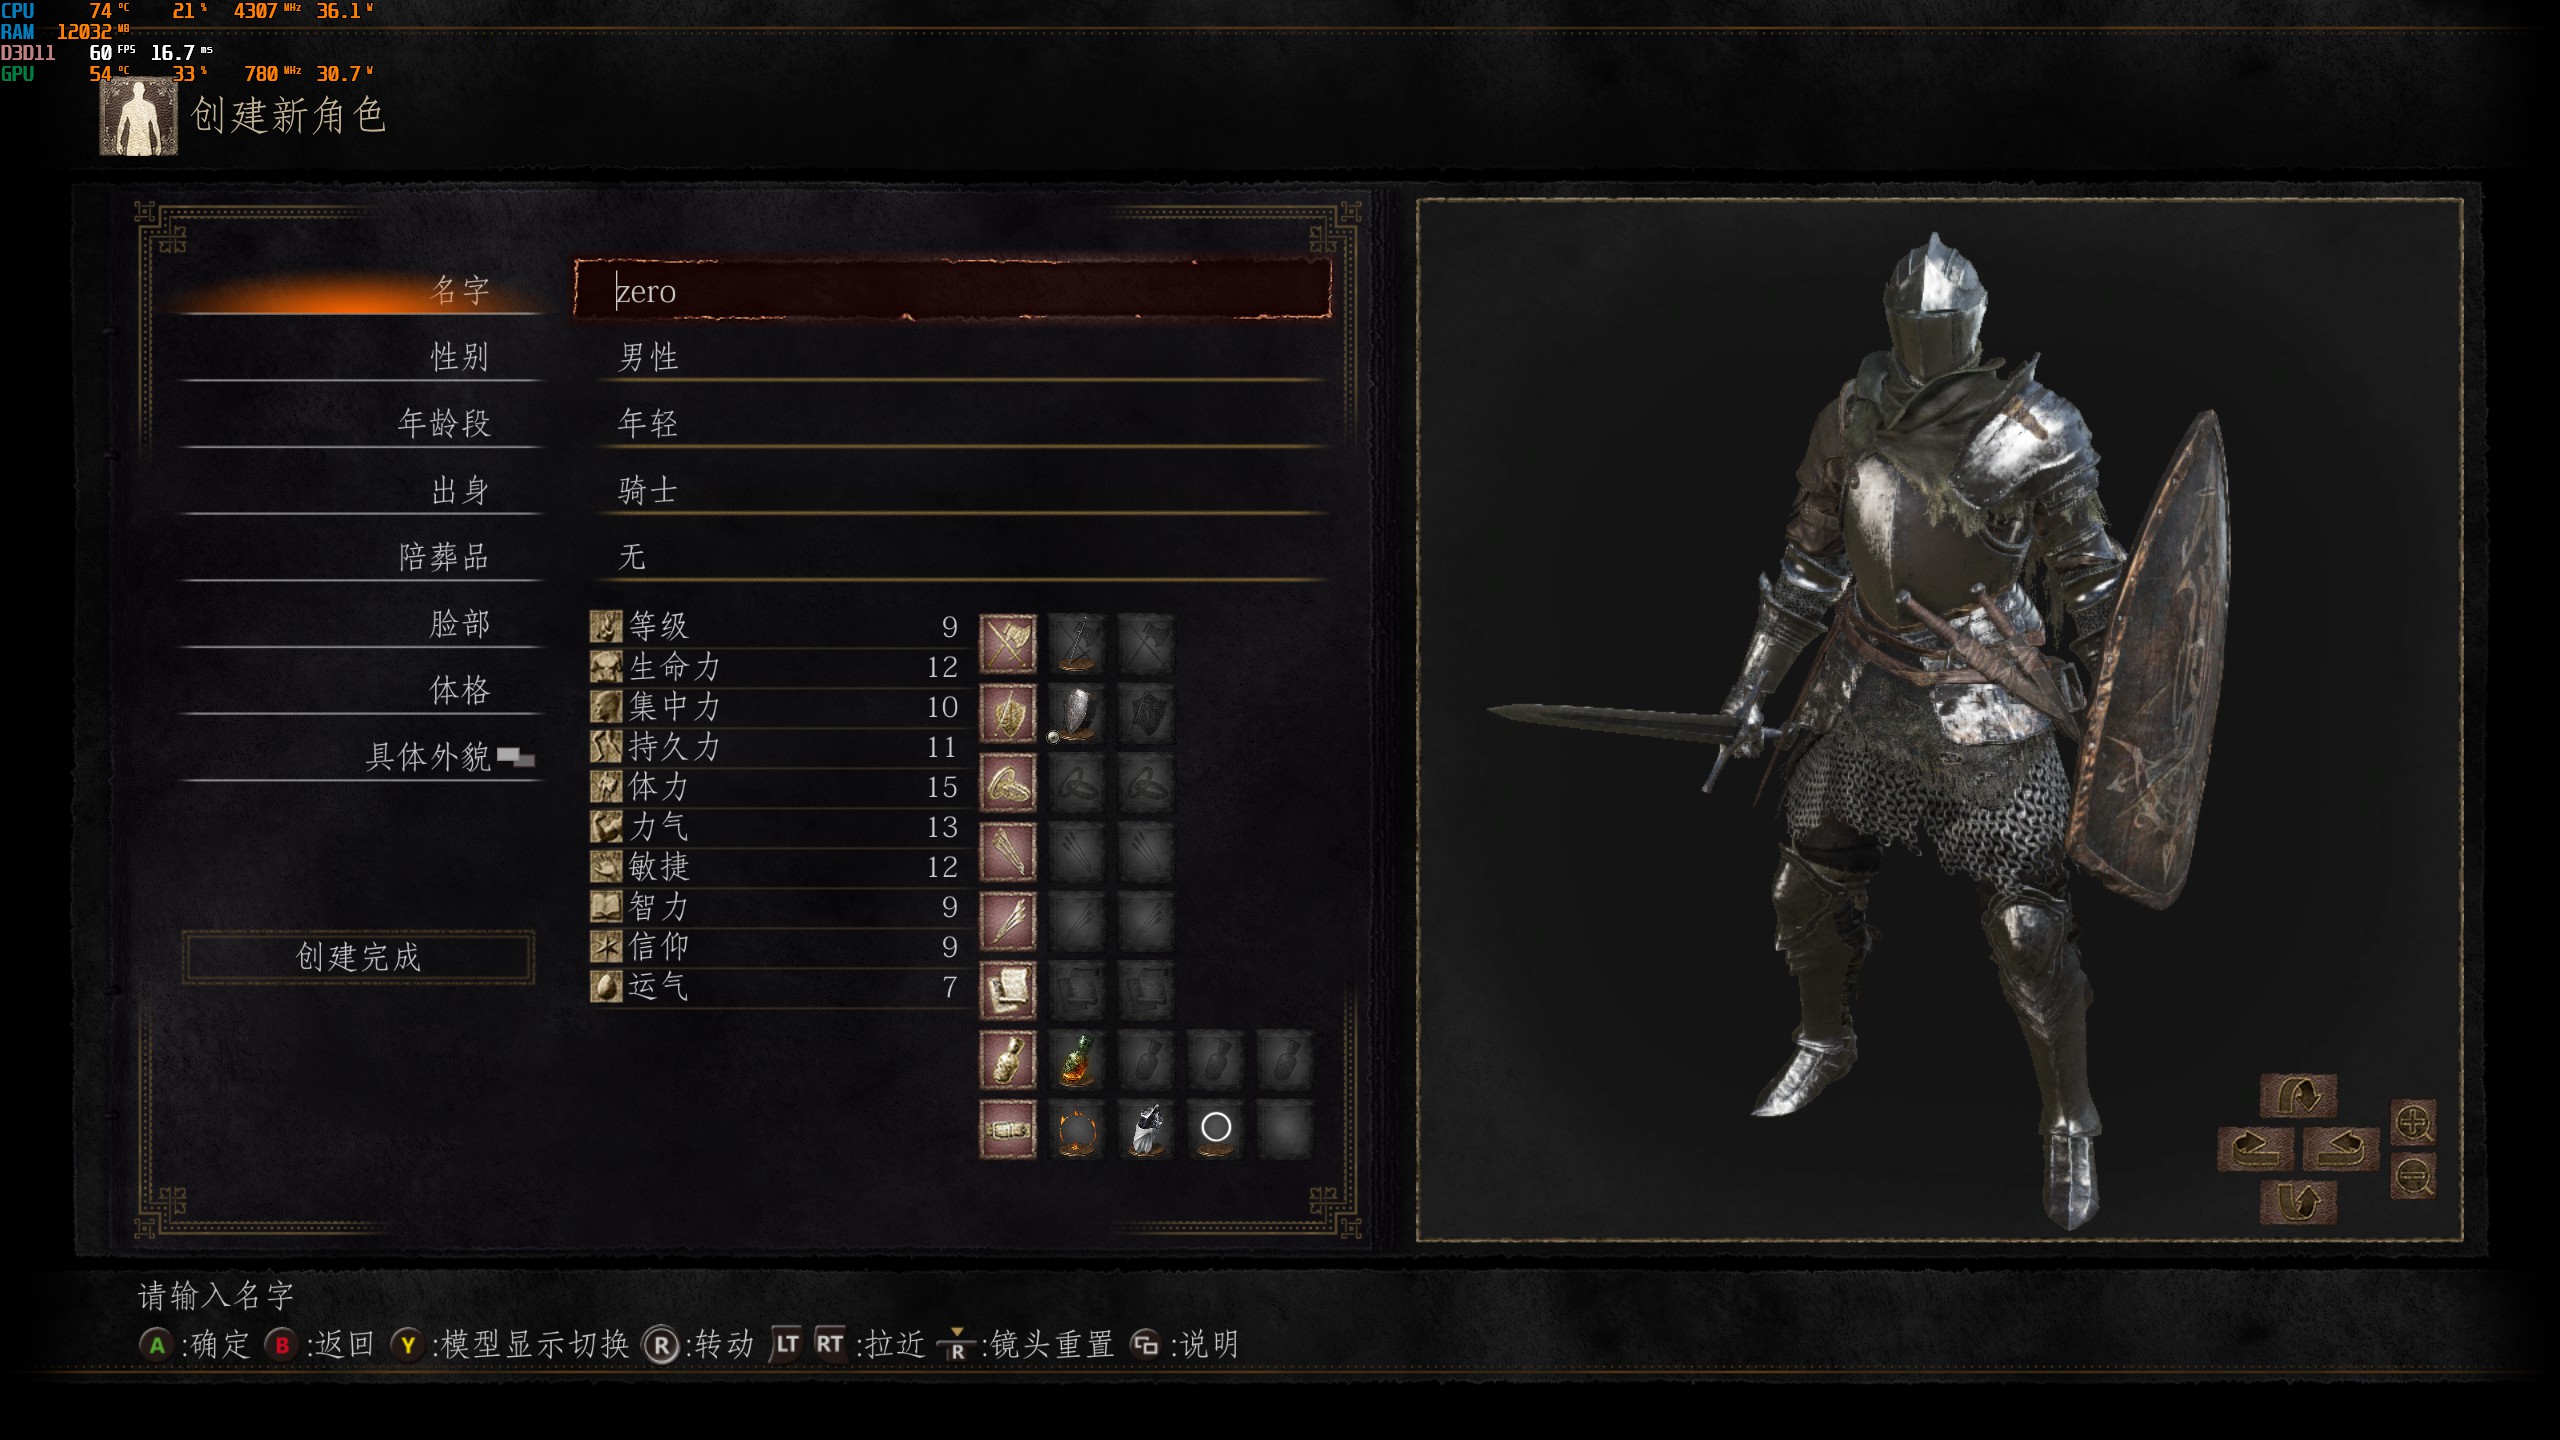 CPU 74 °C 21 % 4307 MHz 36.1 W
RAM 12032 MB
D3D11 60 FPS 16.7 ms
GPU 54 °C 33 % 780 MHz 30.7 W
创建新角色
名字 zero
性别 男性
年龄段 年轻
出身 骑士
陪葬品 无
脸部
体格
具体外貌
创建完成
等级 9
生命力 12
集中力 10
持久力 11
体力 15
力气 13
敏捷 12
智力 9
信仰 9
运气 7
请输入名字
A :确定 B :返回 Y :模型显示切换 R :转动 LT RT :拉近 R :镜头重置 :说明